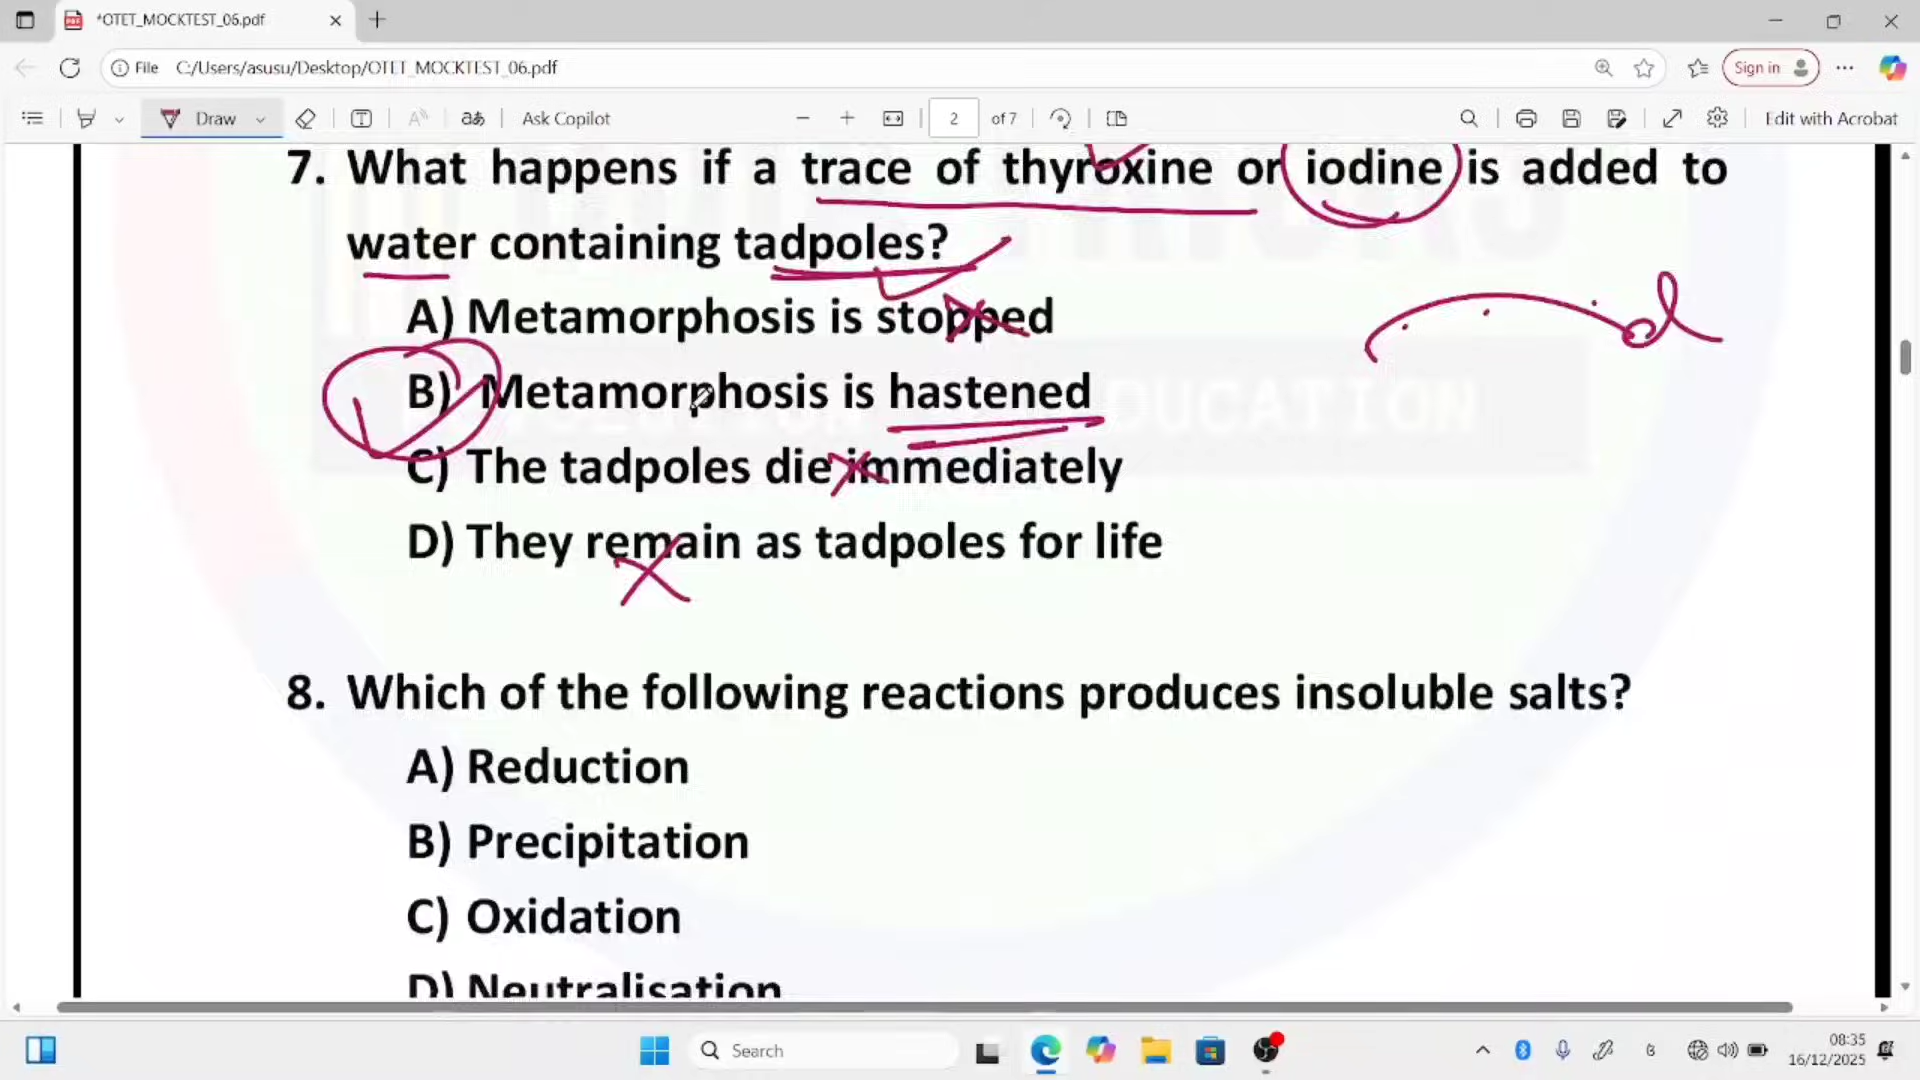 *OTET_MOCKTEST_06.pdf
File C:/Users/asusu/Desktop/OTET_MOCKTEST_06.pdf
Sign in
Draw
Ask Copilot
2 of 7
Edit with Acrobat
7. What happens if a trace of thyroxine or iodine is added to
water containing tadpoles?
A) Metamorphosis is stopped
B) Metamorphosis is hastened
C) The tadpoles die immediately
D) They remain as tadpoles for life
8. Which of the following reactions produces insoluble salts?
A) Reduction
B) Precipitation
C) Oxidation
D) Neutralisation
Search
08:35
16/12/2025